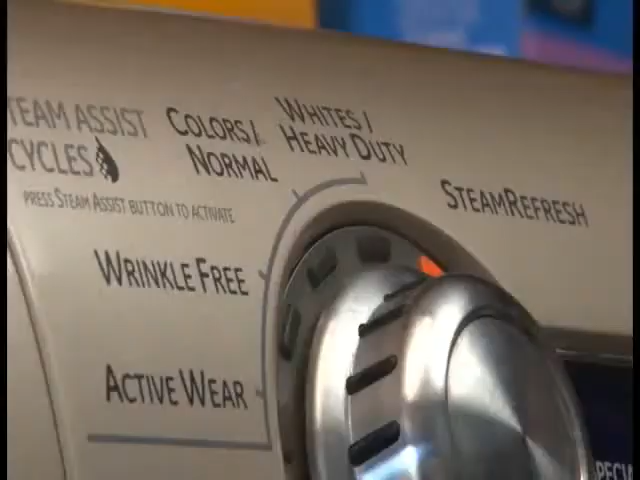 TEAM ASSIST
CYCLES
PRESS STEAM ASSIST BUTTON TO ACTIVATE
COLORS /
NORMAL
WHITES /
HEAVY DUTY
STEAMREFRESH
WRINKLE FREE
ACTIVE WEAR